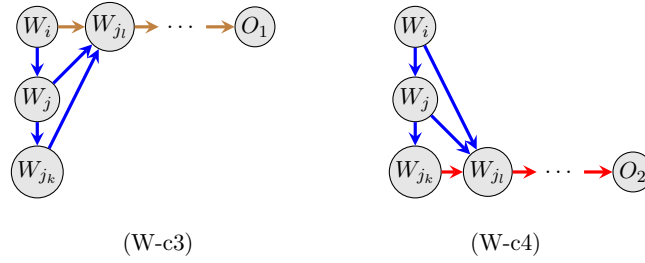 W_i W_{j_l} ··· O_1
W_j
W_{j_k}
(W-c3)
W_i
W_j
W_{j_k} W_{j_l} ··· O_2
(W-c4)